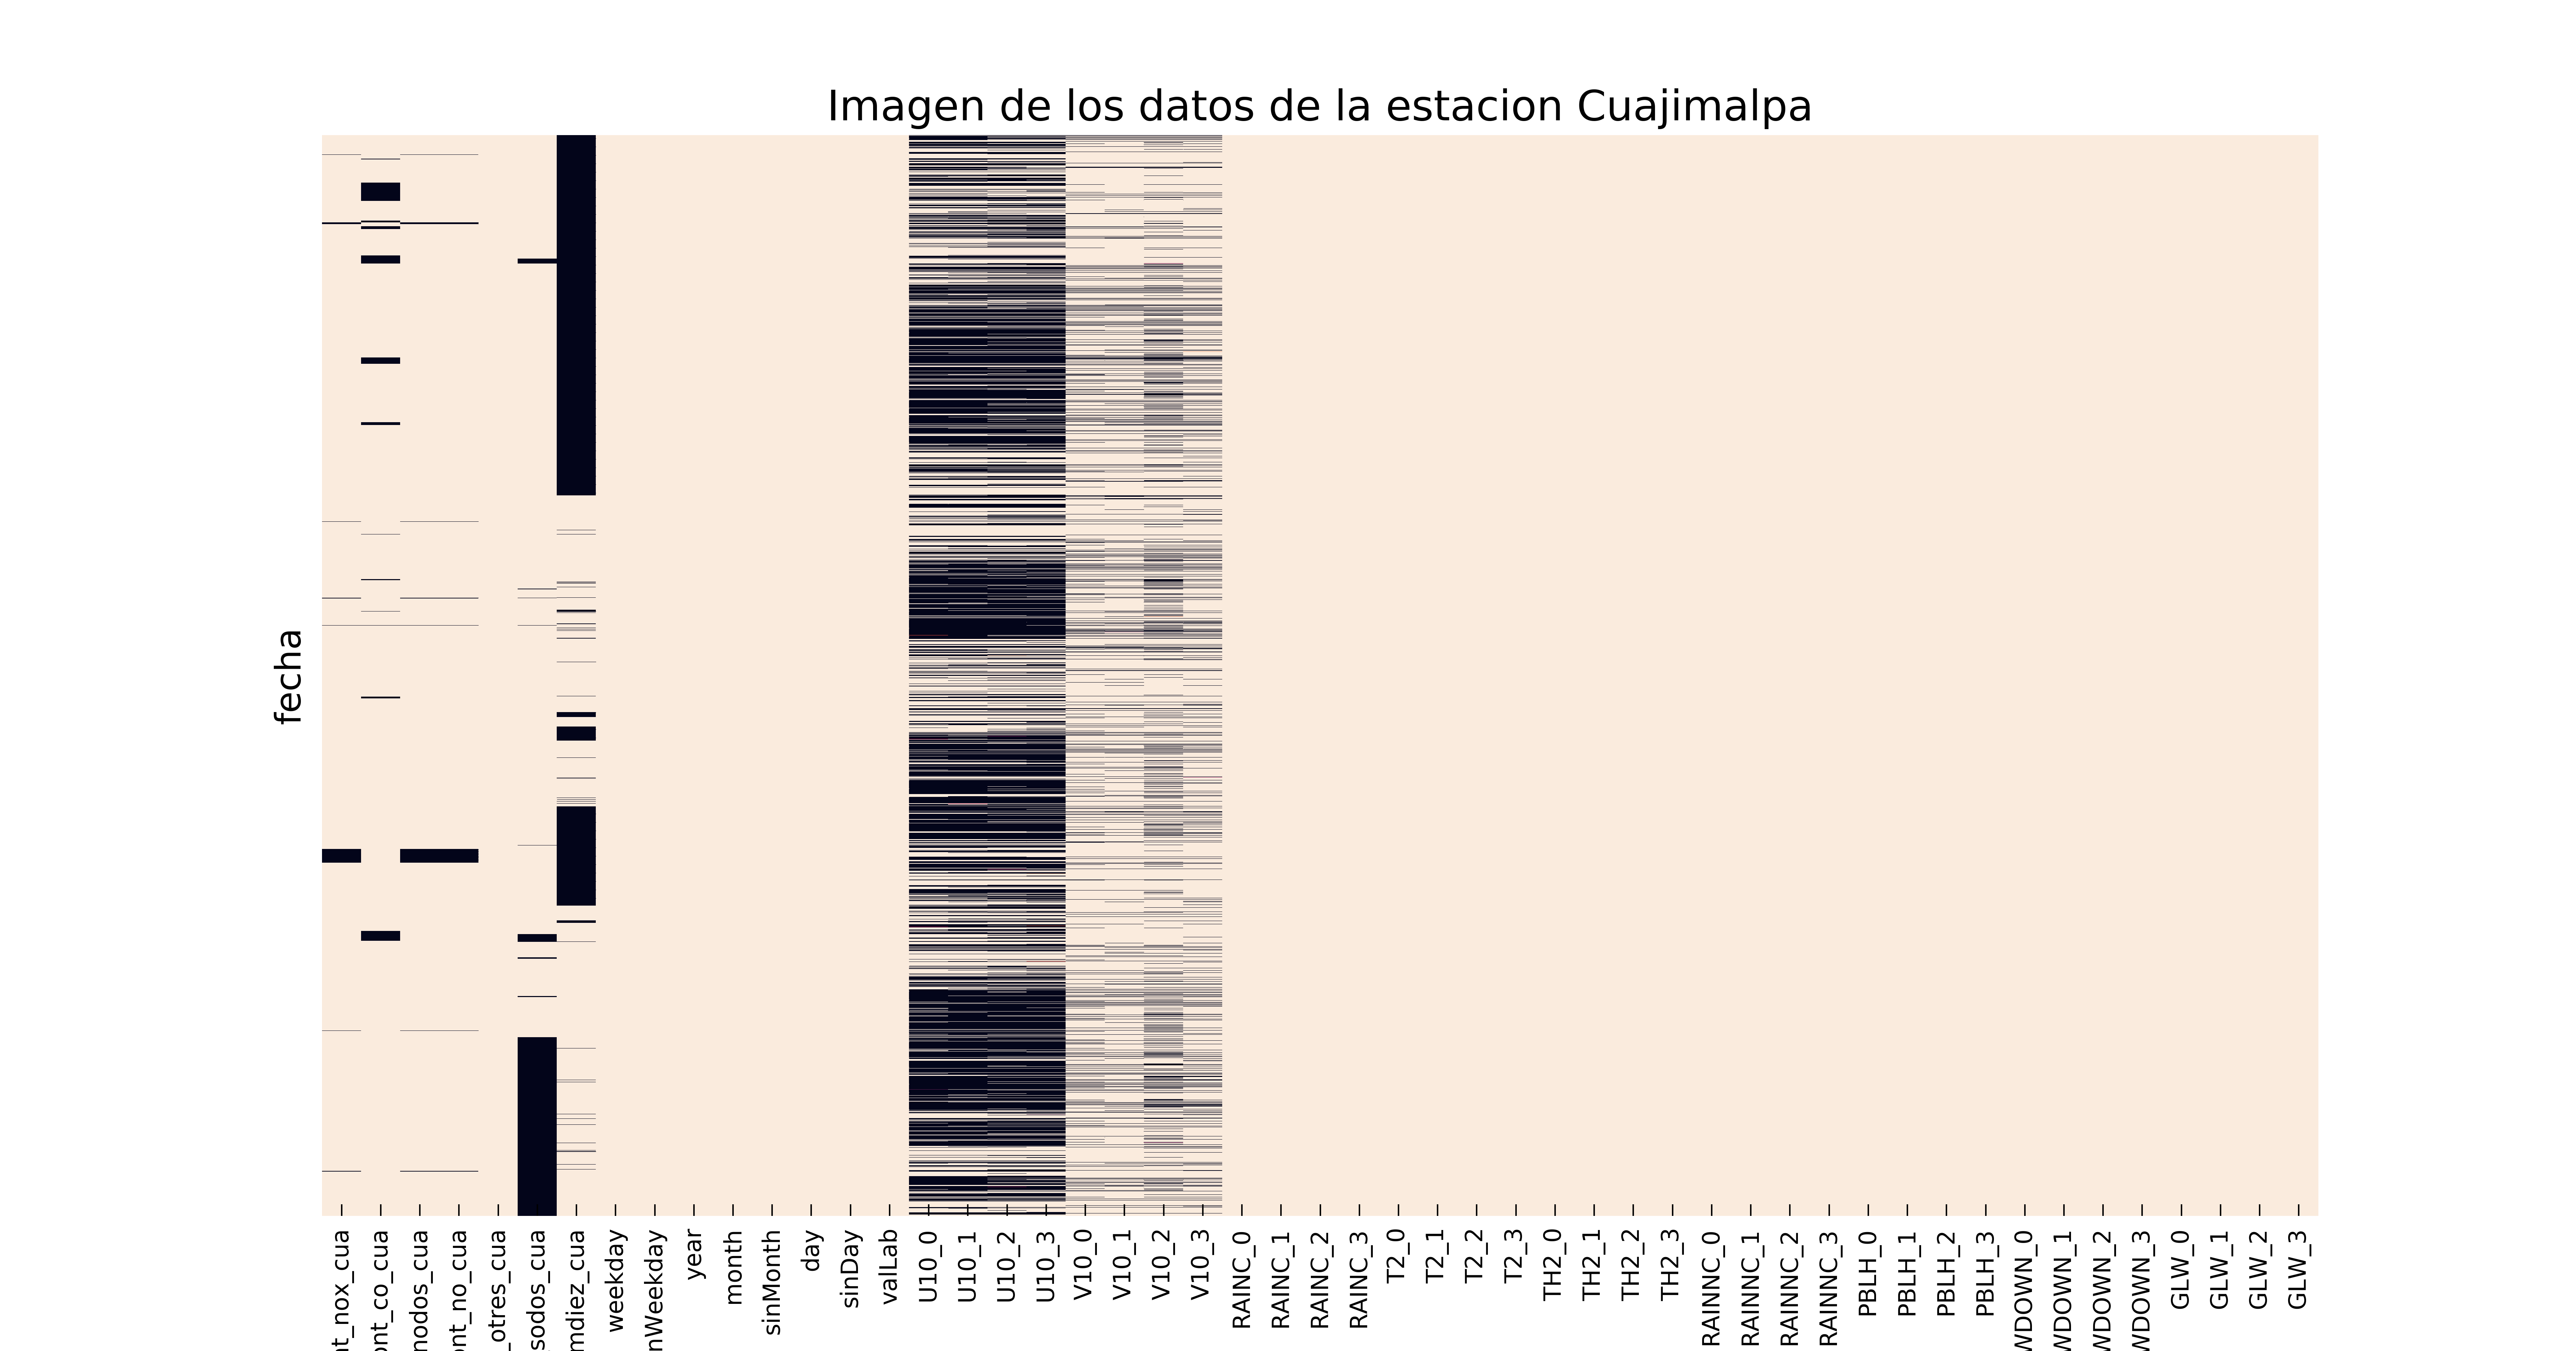 Imagen de los datos de la estacion Cuajimalpa
fecha
nt_nox_cua
ont_co_cua
nodos_cua
ont_no_cua
_otres_cua
sodos_cua
mdiez_cua
weekday
nWeekday
year
month
sinMonth
day
sinDay
valLab
U10_0
U10_1
U10_2
U10_3
V10_0
V10_1
V10_2
V10_3
RAINC_0
RAINC_1
RAINC_2
RAINC_3
T2_0
T2_1
T2_2
T2_3
TH2_0
TH2_1
TH2_2
TH2_3
RAINNC_0
RAINNC_1
RAINNC_2
RAINNC_3
PBLH_0
PBLH_1
PBLH_2
PBLH_3
WDOWN_0
WDOWN_1
WDOWN_2
WDOWN_3
GLW_0
GLW_1
GLW_2
GLW_3